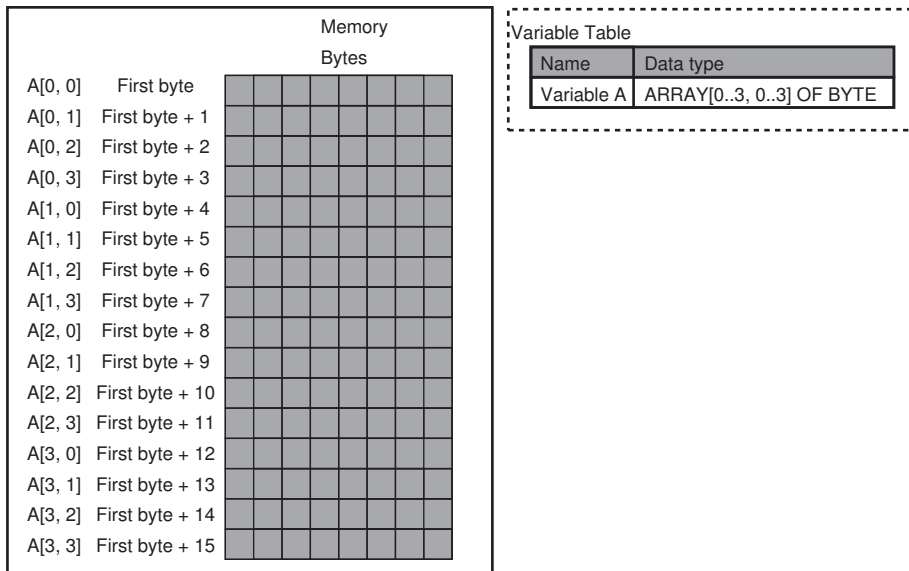 Memory
Bytes
A[0, 0] First byte
A[0, 1] First byte + 1
A[0, 2] First byte + 2
A[0, 3] First byte + 3
A[1, 0] First byte + 4
A[1, 1] First byte + 5
A[1, 2] First byte + 6
A[1, 3] First byte + 7
A[2, 0] First byte + 8
A[2, 1] First byte + 9
A[2, 2] First byte + 10
A[2, 3] First byte + 11
A[3, 0] First byte + 12
A[3, 1] First byte + 13
A[3, 2] First byte + 14
A[3, 3] First byte + 15
Variable Table
Name Data type
Variable A ARRAY[0..3, 0..3] OF BYTE